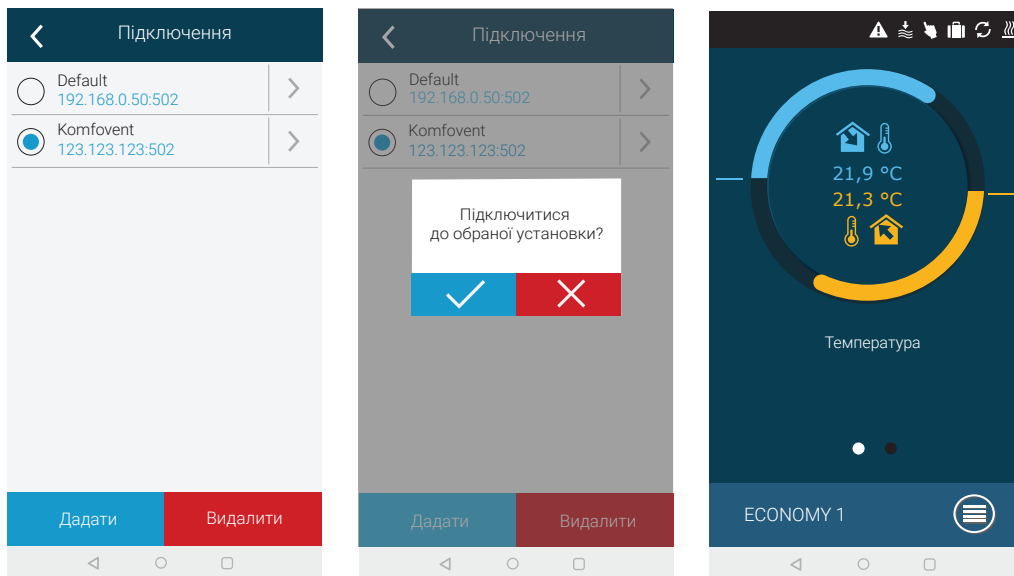 Підключення
Default
192.168.0.50:502
Komfovent
123.123.123:502
Дадати
Видалити
Підключення
Default
192.168.0.50:502
Komfovent
123.123.123:502
Підключитися
до обраної установки?
Дадати
Видалити
21,9 °C
21,3 °C
Температура
ECONOMY 1